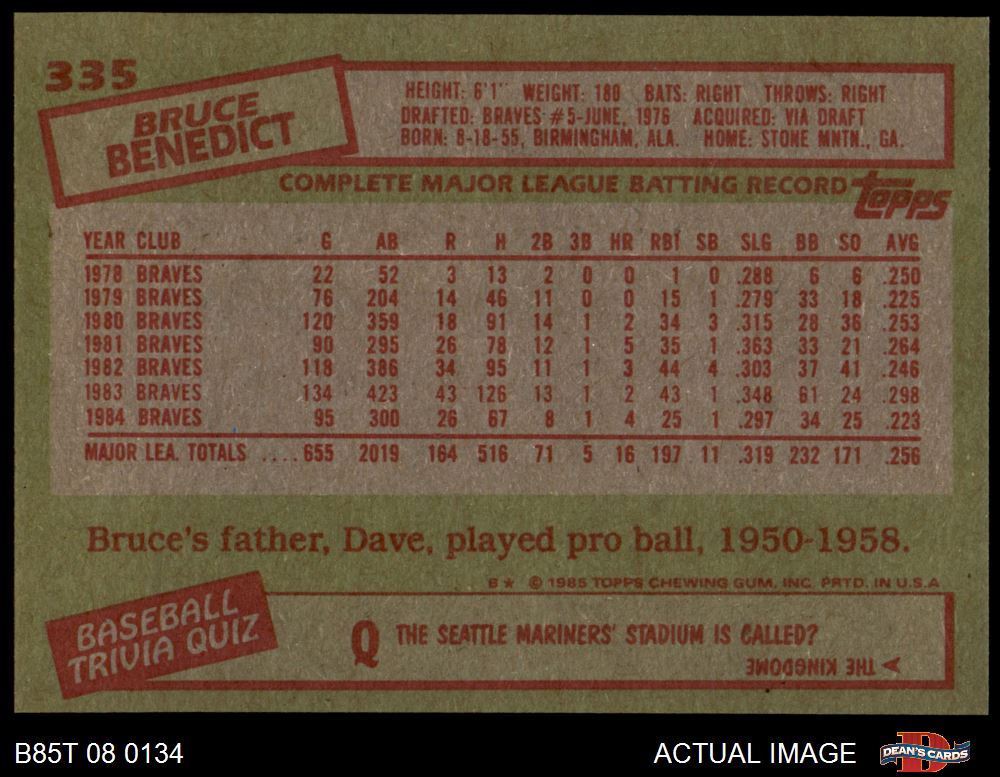 335
BRUCE
BENEDICT
HEIGHT: 6'1" WEIGHT: 180 BATS: RIGHT THROWS: RIGHT
DRAFTED: BRAVES #5-JUNE, 1976 ACQUIRED: VIA DRAFT
BORN: 8-18-55, BIRMINGHAM, ALA. HOME: STONE MNTN., GA.
COMPLETE MAJOR LEAGUE BATTING RECORD topps
YEAR CLUB G AB R H 2B 3B HR RBI SB SLG BB SO AVG
1978 BRAVES 22 52 3 13 2 0 0 1 0 .288 6 6 .250
1979 BRAVES 76 204 14 46 11 0 0 15 1 .279 33 18 .225
1980 BRAVES 120 359 18 91 14 1 2 34 3 .315 28 36 .253
1981 BRAVES 90 295 26 78 12 1 5 35 1 .363 33 21 .264
1982 BRAVES 118 386 34 95 11 1 3 44 4 .303 37 41 .246
1983 BRAVES 134 423 43 126 13 1 2 43 1 .348 61 24 .298
1984 BRAVES 95 300 26 67 8 1 4 25 1 .297 34 25 .223
MAJOR LEA. TOTALS ....655 2019 164 516 71 5 16 197 11 .319 232 171 .256
Bruce's father, Dave, played pro ball, 1950-1958.
B* © 1985 TOPPS CHEWING GUM, INC. PRTD. IN U.S.A.
BASEBALL
TRIVIA QUIZ
Q THE SEATTLE MARINERS' STADIUM IS CALLED?
A THE KINGDOME
B85T 08 0134
ACTUAL IMAGE
D
DEAN'S CARDS